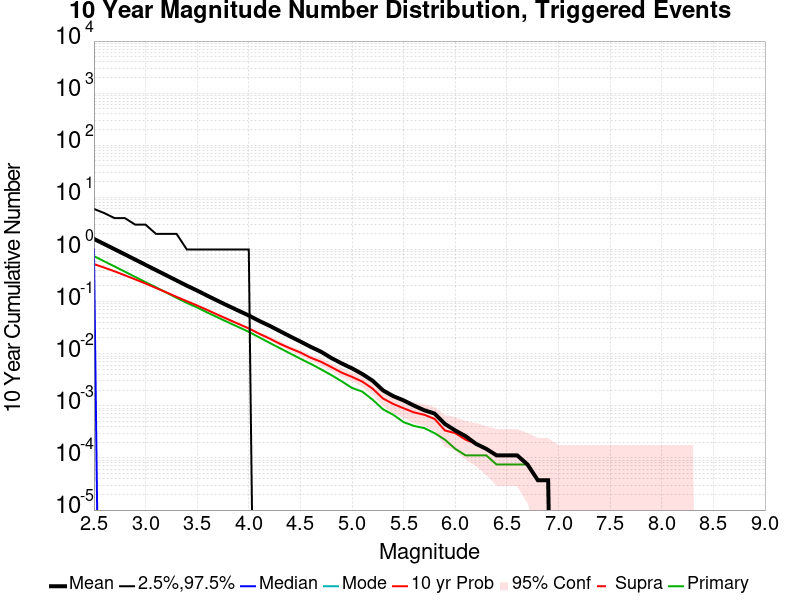 10 Year Magnitude Number Distribution, Triggered Events
10 4
10 3
10 2
10 1
10 0
10 -1
10 -2
10 -3
10 -4
10 -5
10 Year Cumulative Number
2.5 3.0 3.5 4.0 4.5 5.0 5.5 6.0 6.5 7.0 7.5 8.0 8.5 9.0
Magnitude
Mean 2.5%,97.5% Median Mode 10 yr Prob 95% Conf Supra Primary